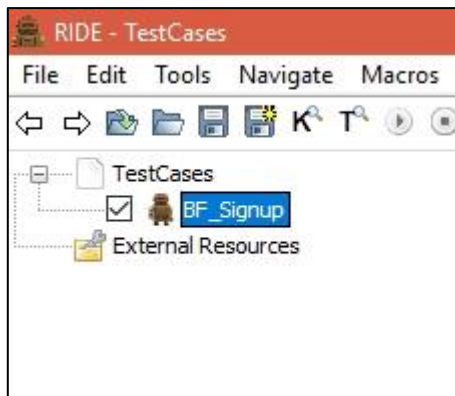 RIDE - TestCases
File Edit Tools Navigate Macros
K T
TestCases
BF_Signup
External Resources